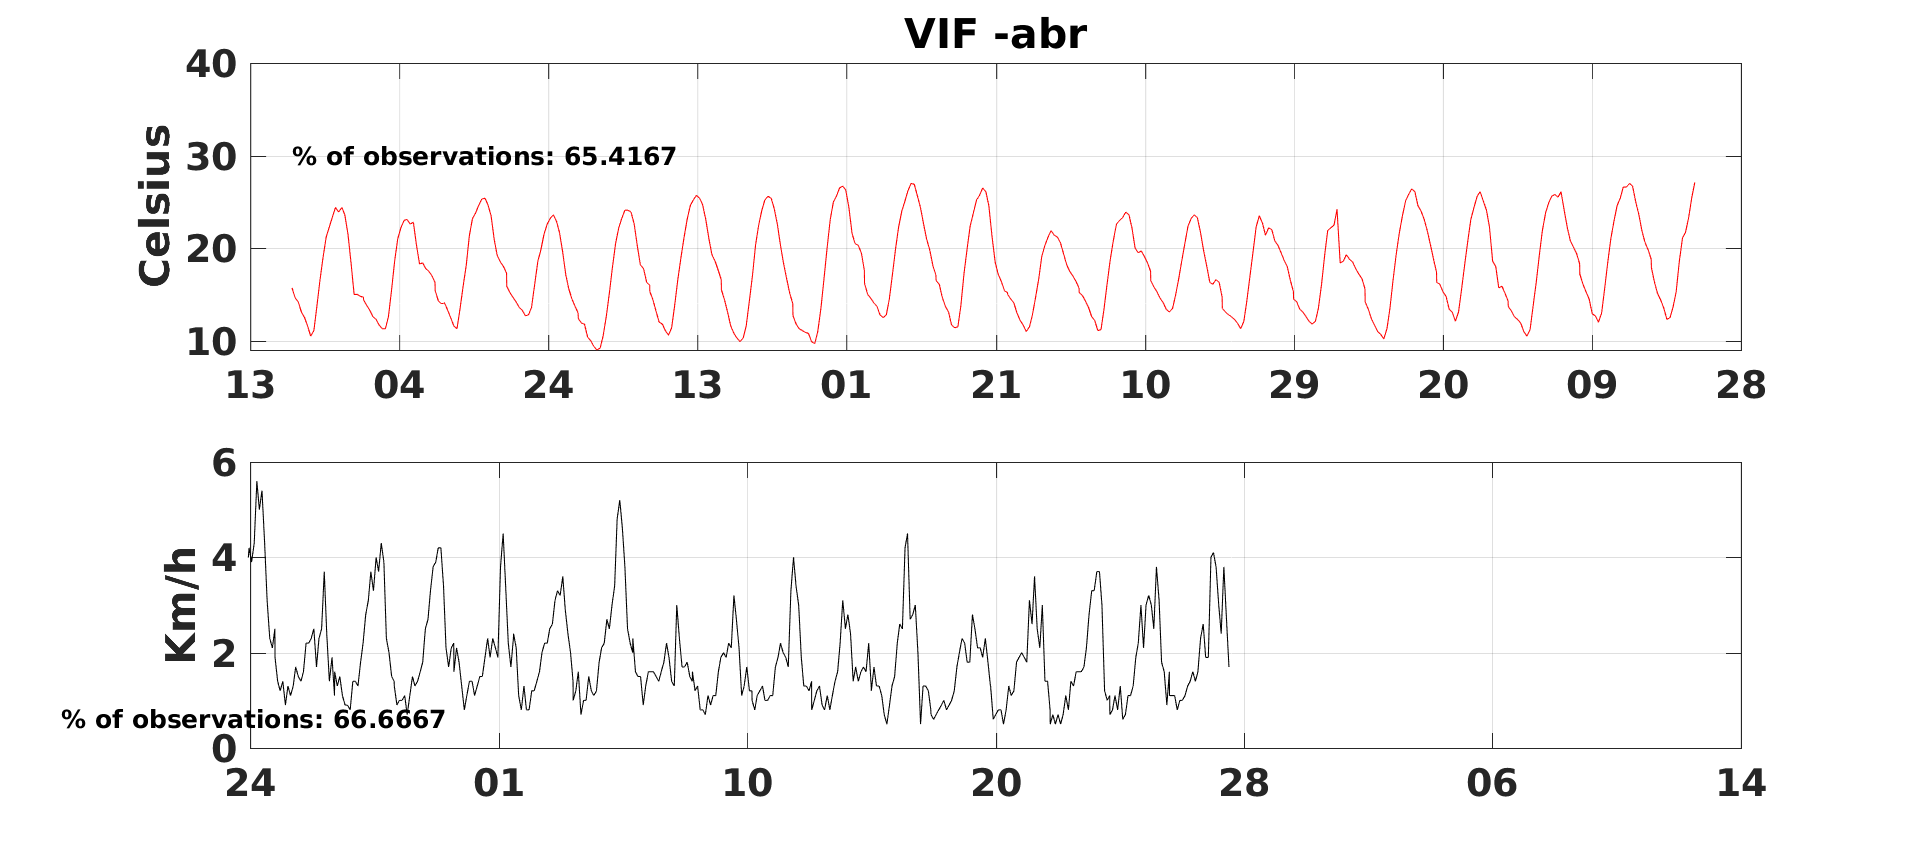 VIF -abr
40
30
20
10
Celsius
% of observations: 65.4167
13 04 24 13 01 21 10 29 20 09 28
6
4
2
0
Km/h
% of observations: 66.6667
24 01 10 20 28 06 14